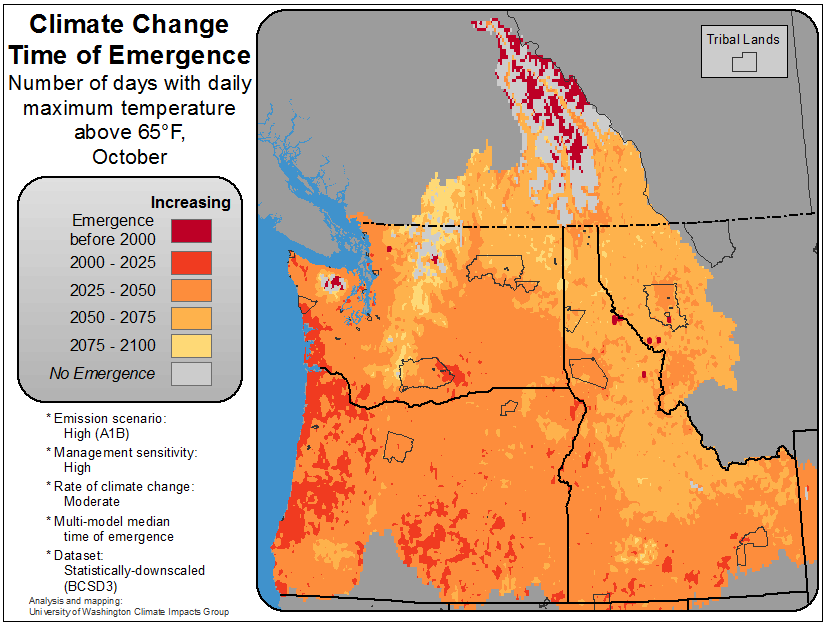 Climate Change
Time of Emergence
Number of days with daily
maximum temperature
above 65°F,
October
Tribal Lands
Increasing
Emergence
before 2000
2000 - 2025
2025 - 2050
2050 - 2075
2075 - 2100
No Emergence
* Emission scenario:
High (A1B)
* Management sensitivity:
High
* Rate of climate change:
Moderate
* Multi-model median
time of emergence
* Dataset:
Statistically-downscaled
(BCSD3)
Analysis and mapping:
University of Washington Climate Impacts Group